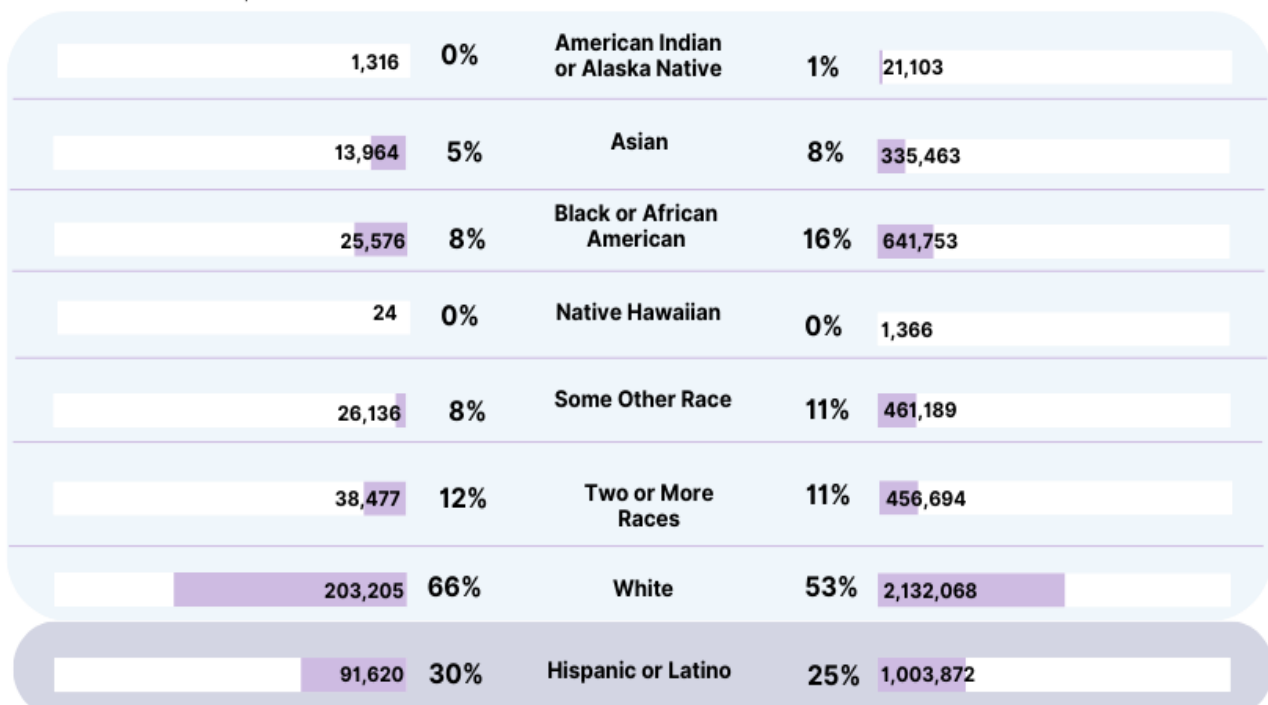 1,316 0% American Indian or Alaska Native 1% 21,103
13,964 5% Asian 8% 335,463
25,576 8% Black or African American 16% 641,753
24 0% Native Hawaiian 0% 1,366
26,136 8% Some Other Race 11% 461,189
38,477 12% Two or More Races 11% 456,694
203,205 66% White 53% 2,132,068
91,620 30% Hispanic or Latino 25% 1,003,872